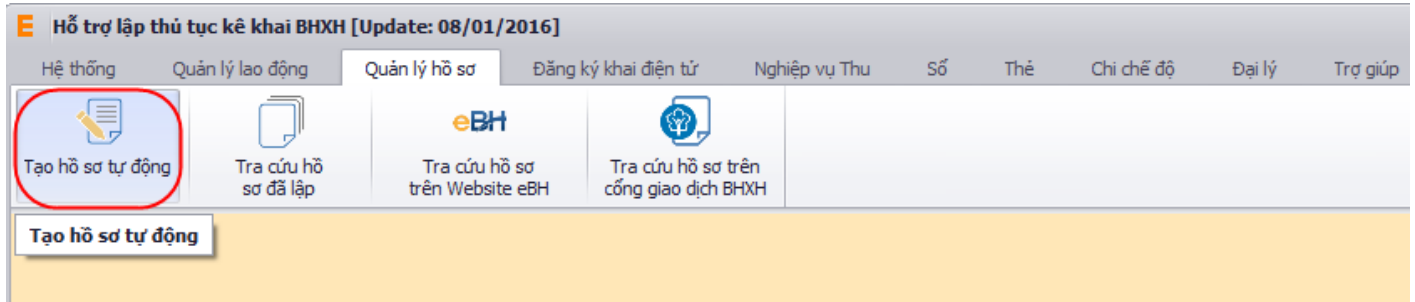 E Hỗ trợ lập thủ tục kê khai BHXH [Update: 08/01/2016]
Hệ thống Quản lý lao động Quản lý hồ sơ Đăng ký khai điện tử Nghiệp vụ Thu Sổ Thẻ Chi chế độ Đại lý Trợ giúp
eBH
Tạo hồ sơ tự động
Tra cứu hồ
sơ đã lập
Tra cứu hồ sơ
trên Website eBH
Tra cứu hồ sơ trên
cổng giao dịch BHXH
Tạo hồ sơ tự động